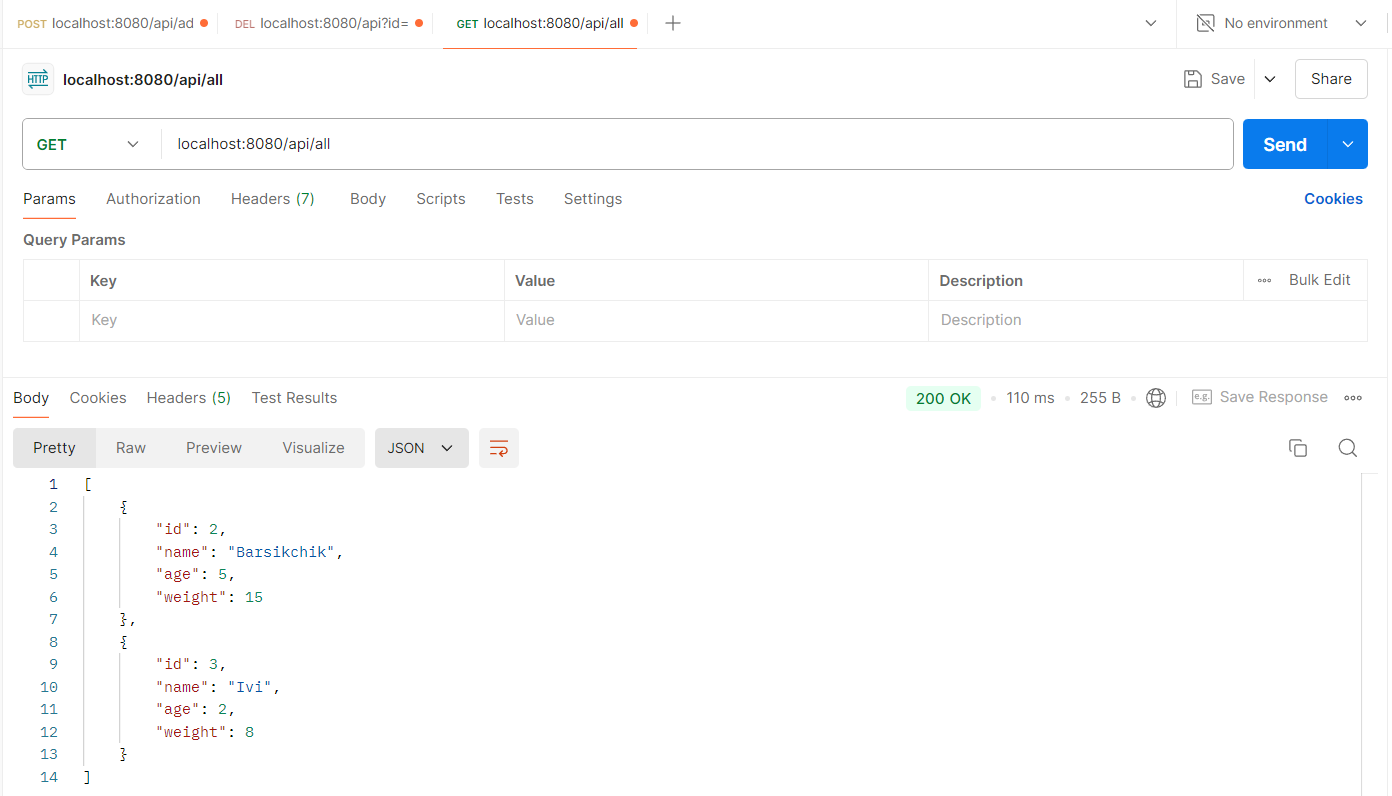 POST localhost:8080/api/ad DEL localhost:8080/api?id= GET localhost:8080/api/all No environment
HTTP localhost:8080/api/all Save Share
GET localhost:8080/api/all Send
Params Authorization Headers (7) Body Scripts Tests Settings Cookies
Query Params
Key Value Description Bulk Edit
Key Value Description
Body Cookies Headers (5) Test Results 200 OK 110 ms 255 B e.g. Save Response
Pretty Raw Preview Visualize JSON
1 [
2 {
3 "id": 2,
4 "name": "Barsikchik",
5 "age": 5,
6 "weight": 15
7 },
8 {
9 "id": 3,
10 "name": "Ivi",
11 "age": 2,
12 "weight": 8
13 }
14 ]